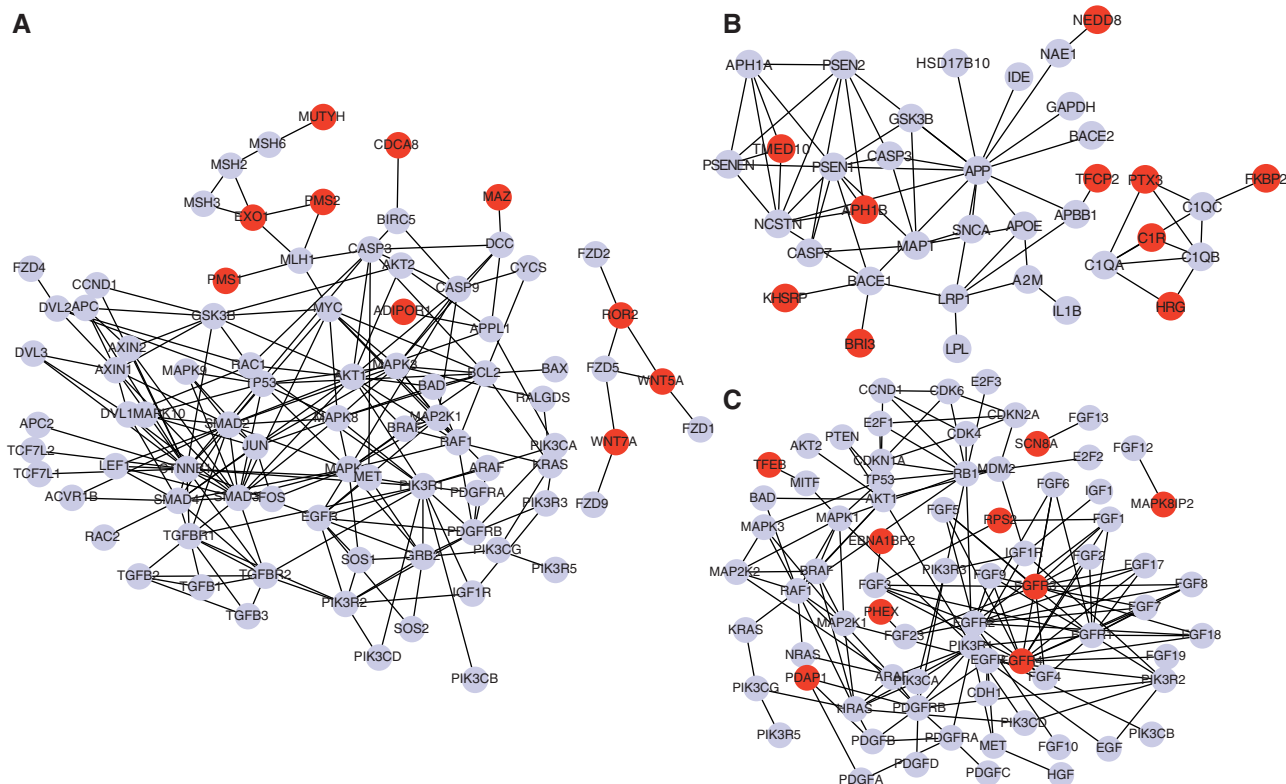 A
MUTYH
MSH6
CDCA8
MSH2
MSH3
PMS2
EXO1
MAZ
BIRC5
CASP3
DCC
MLH1
AKT2
CYCS
FZD4
PMS1
CCND1
CASP9
DVL2
APC
GSK3B
MYC
ADIPOR1
APPL1
AXIN2
DVL3
AXIN1
MAPK9
RAC1
TP53
AKT1
MAPK3
BCL2
BAX
BAD
RALGDS
DVL1
MAPK10
SMAD2
MAPK8
MAP2K1
APC2
BRAF
RAF1
PIK3CA
JUN
TCF7L2
LEF1
CTNNB1
MAPK1
MET
ARAF
KRAS
TCF7L1
PIK3R1
PDGFRA
ACVR1B
SMAD4
SMAD3
FOS
PIK3R3
EGFR
PDGFRB
RAC2
TGFBR1
SOS1
GRB2
PIK3CG
PIK3R5
TGFB2
TGFB1
TGFBR2
IGF1R
PIK3R2
TGFB3
SOS2
PIK3CD
PIK3CB
FZD2
ROR2
FZD5
WNT5A
FZD1
WNT7A
FZD9
B
NEDD8
APH1A
PSEN2
HSD17B10
NAE1
IDE
GAPDH
GSK3B
BACE2
TMED10
CASP3
PSENEN
PSEN1
APP
TFCP2
PTX3
FKBP2
NCSTN
APH1B
SNCA
APOE
APBB1
C1QC
C1R
CASP7
MAPT
C1QA
C1QB
BACE1
A2M
KHSRP
LRP1
IL1B
HRG
BRI3
LPL
C
CCND1
CDK6
E2F3
E2F1
CDKN2A
FGF13
PTEN
CDK4
SCN8A
AKT2
FGF12
TFEB
CDKN1A
RB1
MDM2
E2F2
MITF
TP53
BAD
AKT1
FGF6
IGF1
MAPK8IP2
MAPK3
MAPK1
FGF5
RPS2
FGF1
EBNA1BP2
IGF1R
FGF2
MAP2K2
BRAF
PIK3R3
FGF17
FGF3
FGF9
FGFR3
FGF8
RAF1
PHEX
FGF7
KRAS
MAP2K1
FGF23
FGFR2
FGFR1
FGF18
PIK3R1
NRAS
EGFR
FGFR4
FGF19
PDAP1
ARAF
PIK3CA
FGF4
PIK3R2
PIK3CG
CDH1
HRAS
PDGFRB
PIK3CD
PIK3CB
PIK3R5
PDGFB
PDGFRA
MET
FGF10
EGF
PDGFA
PDGFD
PDGFC
HGF